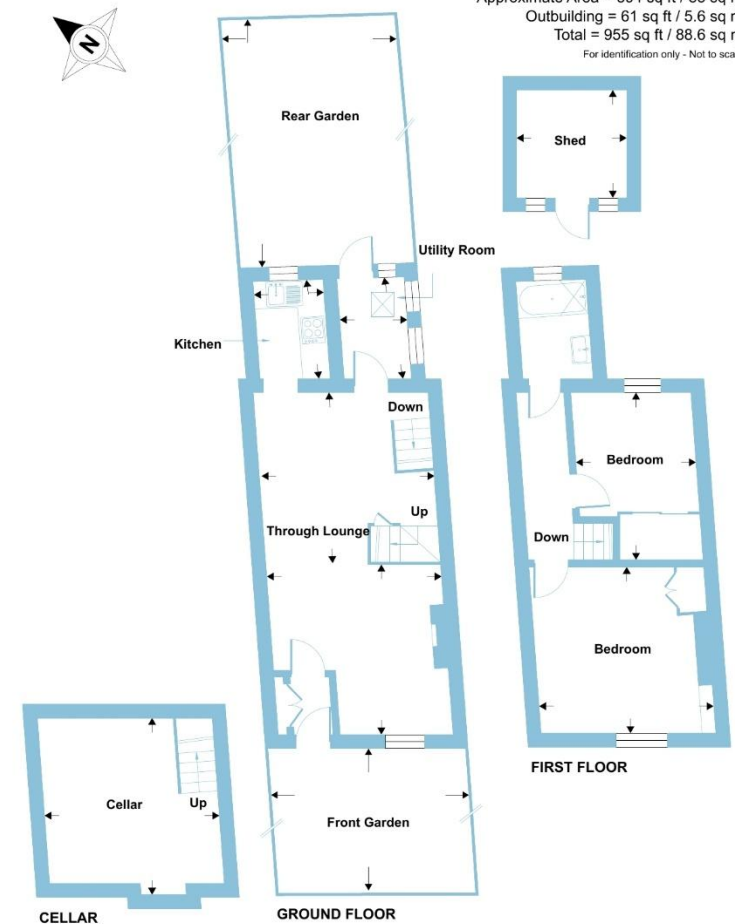 Outbuilding = 61 sq ft / 5.6 sq
Total = 955 sq ft / 88.6 sq
For identification only - Not to sca
N
Rear Garden
Shed
Utility Room
Kitchen
Down
Bedroom
Up
Through Lounge
Down
Bedroom
FIRST FLOOR
Cellar
Up
Front Garden
CELLAR
GROUND FLOOR